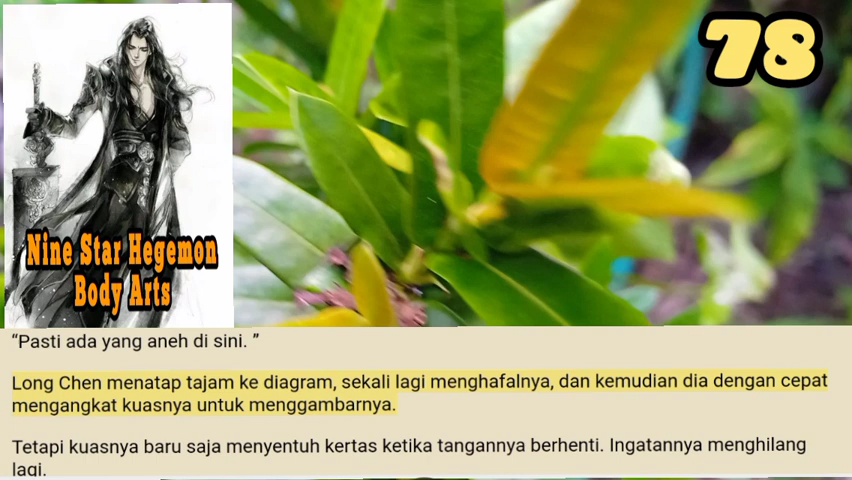 78
Nine Star Hegemon
Body Arts
“Pasti ada yang aneh di sini. ”
Long Chen menatap tajam ke diagram, sekali lagi menghafalnya, dan kemudian dia dengan cepat
mengangkat kuasnya untuk menggambarnya.
Tetapi kuasnya baru saja menyentuh kertas ketika tangannya berhenti. Ingatannya menghilang
lagi.